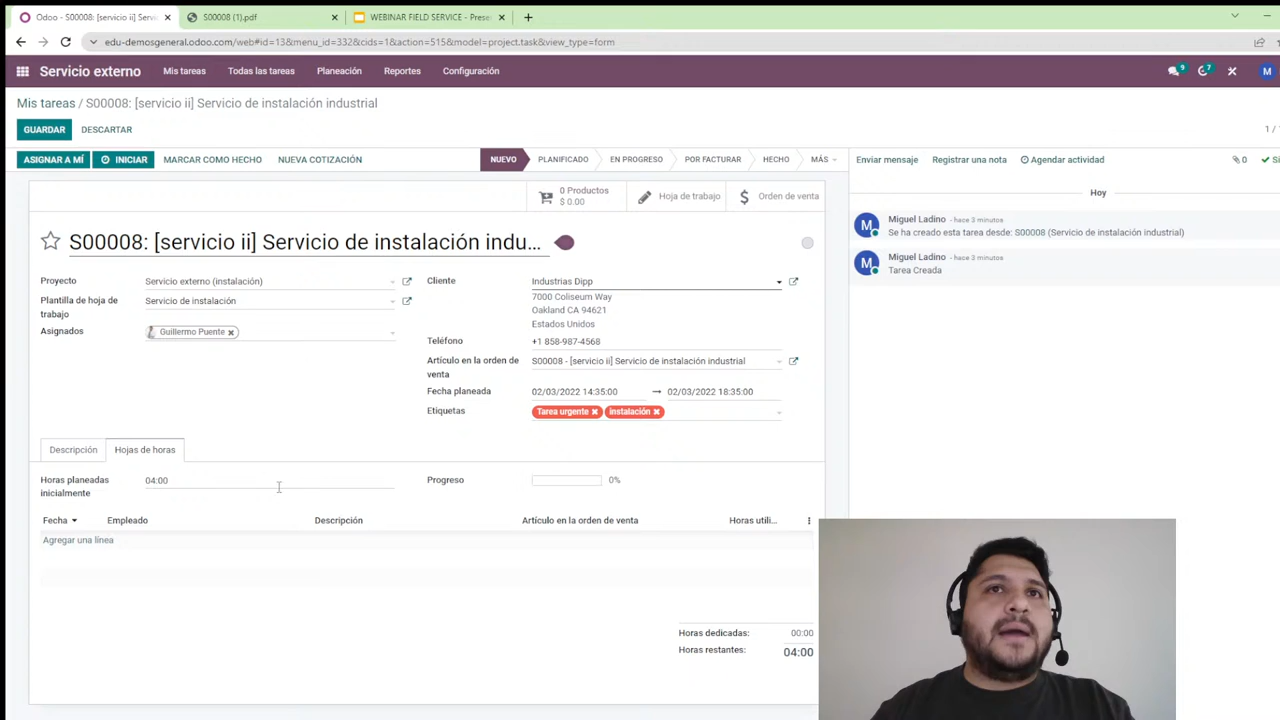 Odoo - S00008: [servicio ii] Servi
S00008 (1).pdf
WEBINAR FIELD SERVICE - Prese
edu-demosgeneral.odoo.com/web#id=13&menu_id=332&cids=1&action=515&model=project.task&view_type=form
Servicio externo Mis tareas Todas las tareas Planeación Reportes Configuración 9 7 M
Mis tareas / S00008: [servicio ii] Servicio de instalación industrial
GUARDAR DESCARTAR 1 /
ASIGNAR A MÍ INICIAR MARCAR COMO HECHO NUEVA COTIZACIÓN NUEVO PLANIFICADO EN PROGRESO POR FACTURAR HECHO MÁS Enviar mensaje Registrar una nota Agendar actividad 0
0 Productos
$ 0.00
Hoja de trabajo
Orden de venta
Hoy
S00008: [servicio ii] Servicio de instalación indu...
M Miguel Ladino - hace 3 minutos
Se ha creado esta tarea desde: S00008 (Servicio de instalación industrial)
M Miguel Ladino - hace 3 minutos
Tarea Creada
Proyecto Servicio externo (instalación)
Plantilla de hoja de trabajo Servicio de instalación
Asignados Guillermo Puente
Cliente Industrias Dipp
7000 Coliseum Way
Oakland CA 94621
Estados Unidos
Teléfono +1 858-987-4568
Artículo en la orden de venta S00008 - [servicio ii] Servicio de instalación industrial
Fecha planeada 02/03/2022 14:35:00 → 02/03/2022 18:35:00
Etiquetas Tarea urgente instalación
Descripción Hojas de horas
Horas planeadas inicialmente 04:00
Progreso 0%
Fecha Empleado Descripción Artículo en la orden de venta Horas utili...
Agregar una línea
Horas dedicadas: 00:00
Horas restantes: 04:00